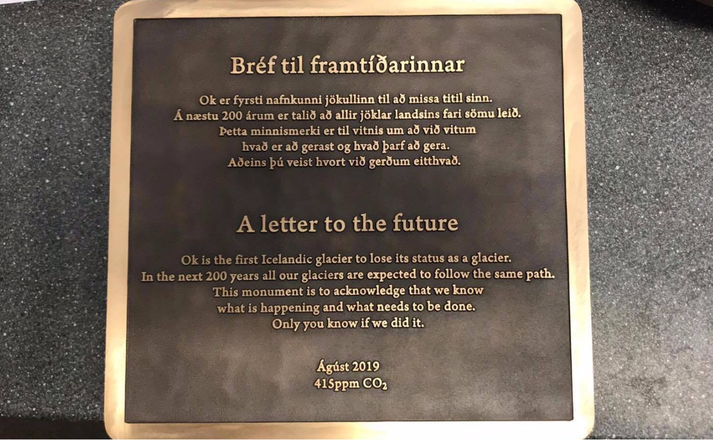 Bréf til framtíðarinnar
Ok er fyrsti nafnkunni jökullinn til að missa titil sinn.
Á næstu 200 árum er talið að allir jöklar landsins fari sömu leið.
Þetta minnismerki er til vitnis um að við vitum
hvað er að gerast og hvað þarf að gera.
Aðeins þú veist hvort við gerðum eitthvað.
A letter to the future
Ok is the first Icelandic glacier to lose its status as a glacier.
In the next 200 years all our glaciers are expected to follow the same path.
This monument is to acknowledge that we know
what is happening and what needs to be done.
Only you know if we did it.
Ágúst 2019
415ppm CO₂